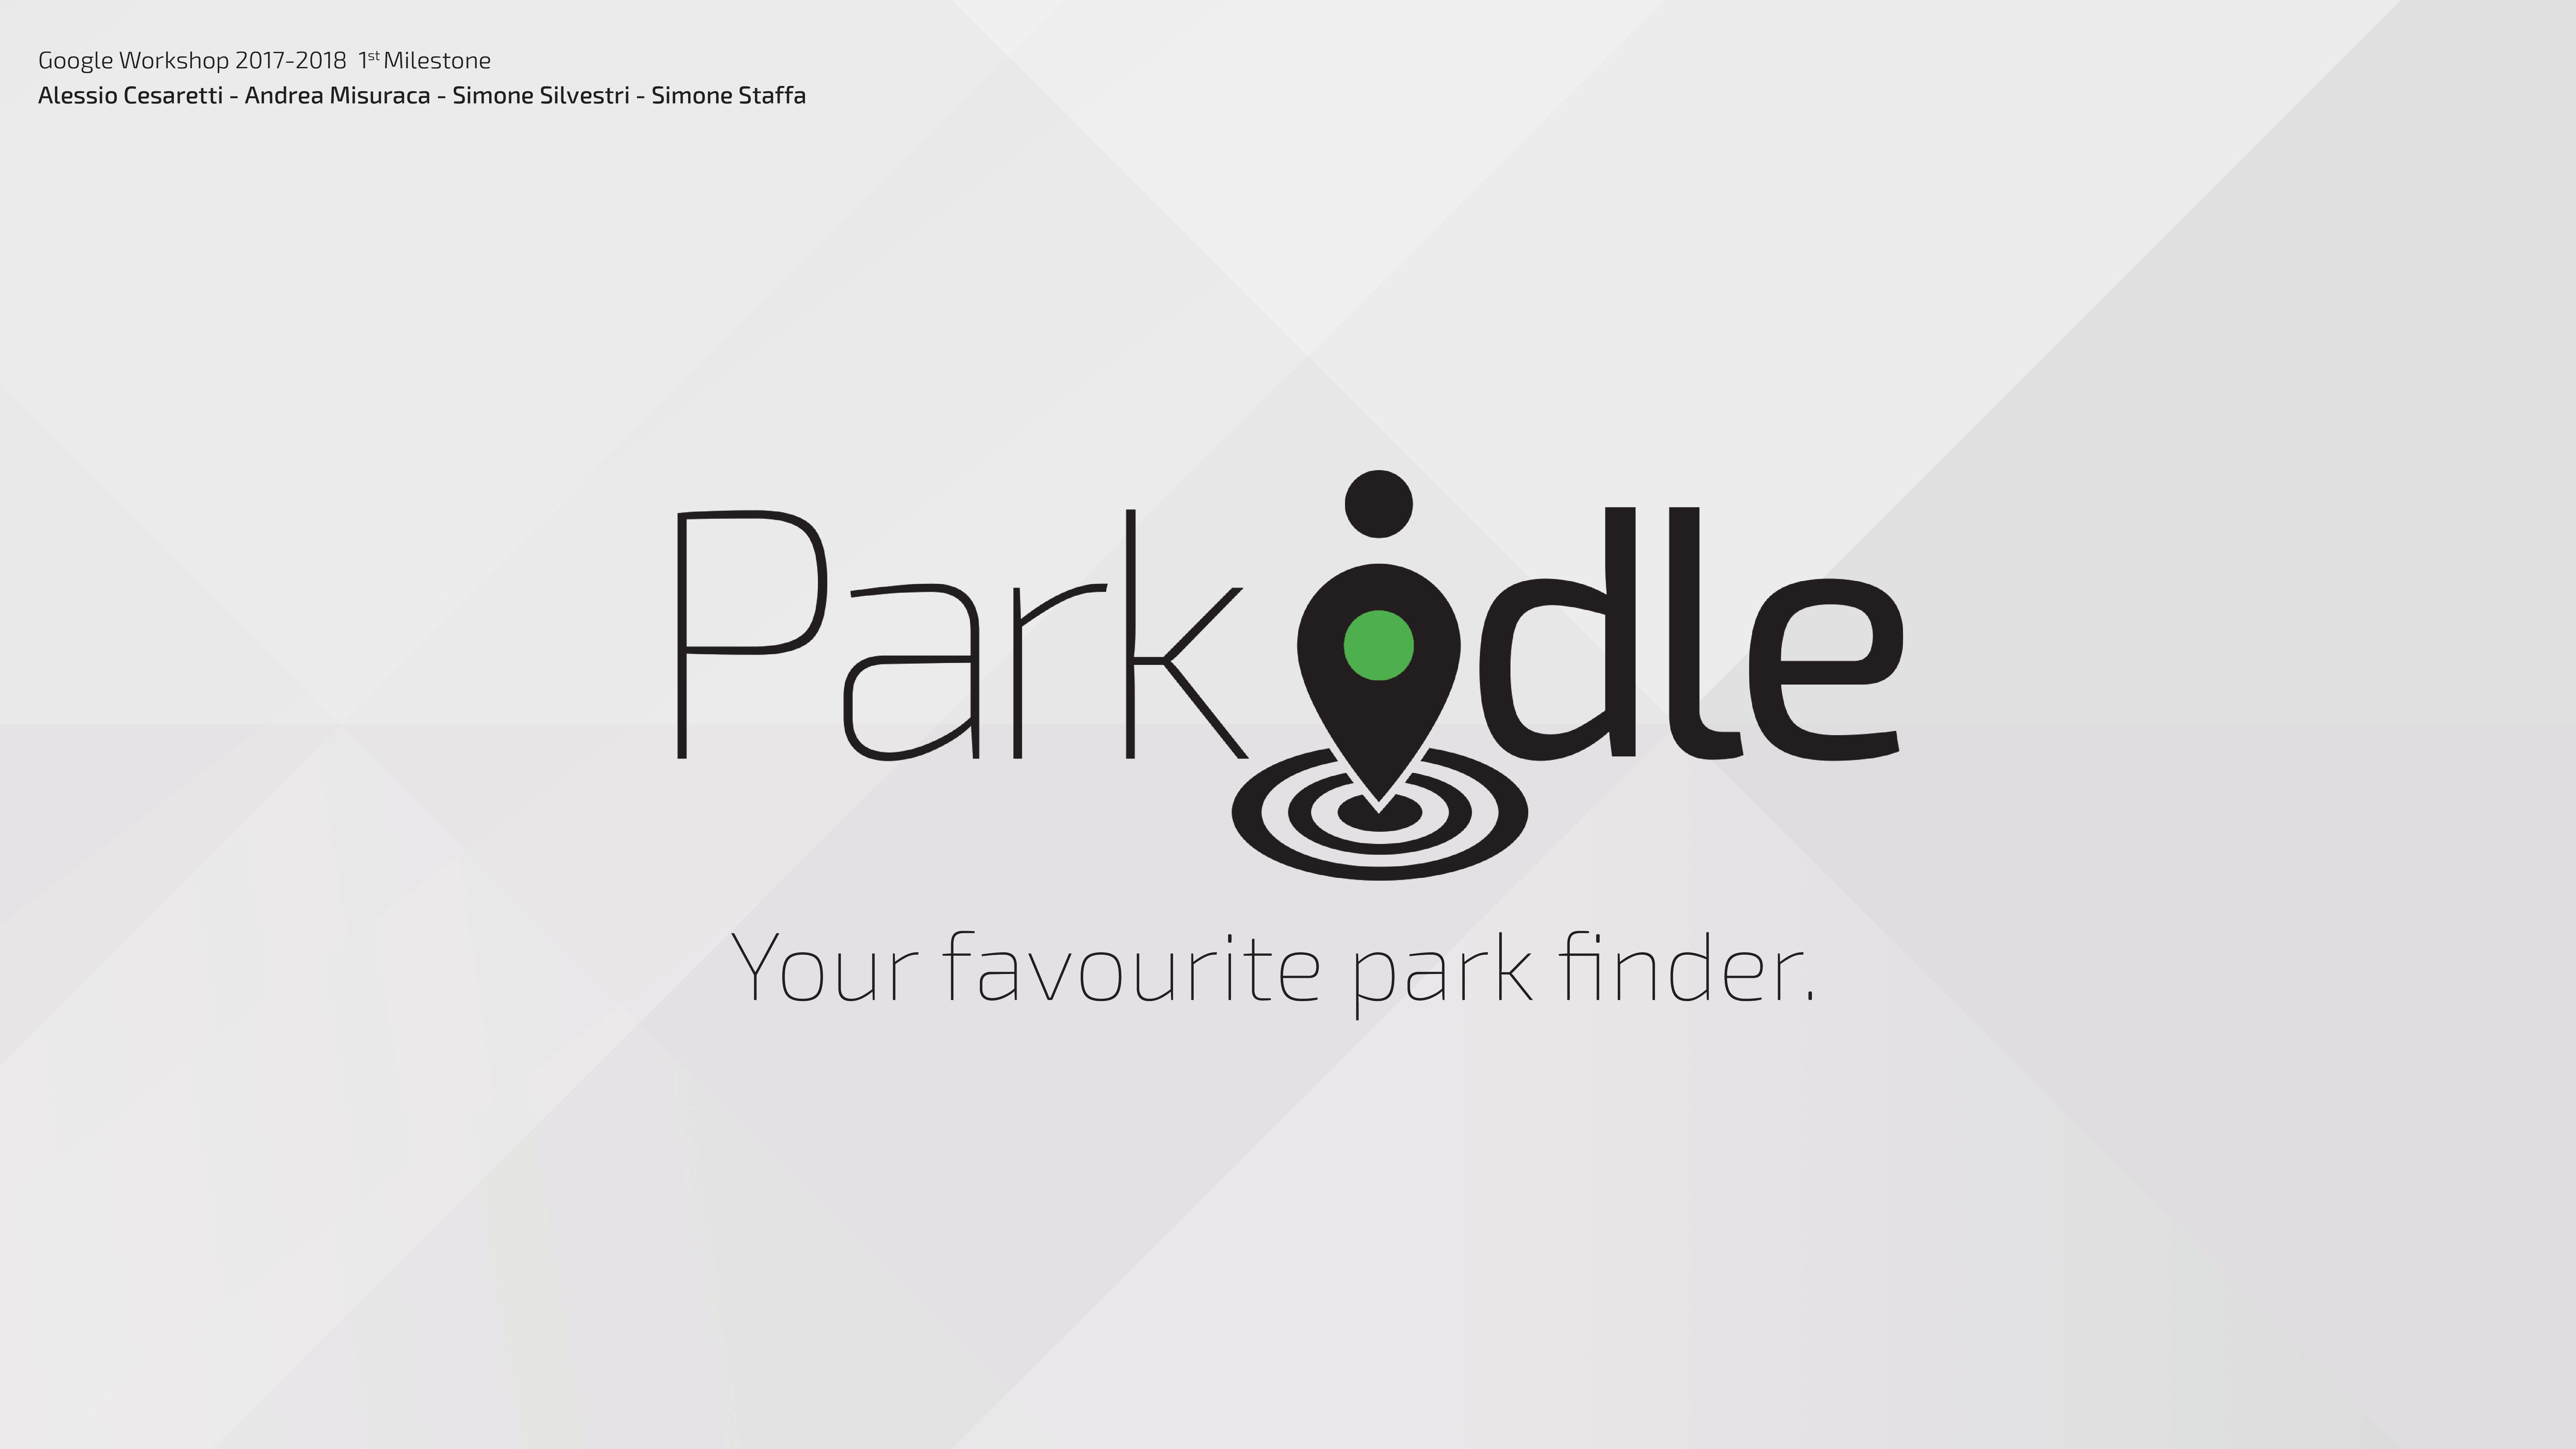 Google Workshop 2017-2018 1st Milestone
Alessio Cesaretti - Andrea Misuraca - Simone Silvestri - Simone Staffa
Parkidle
Your favourite park finder.